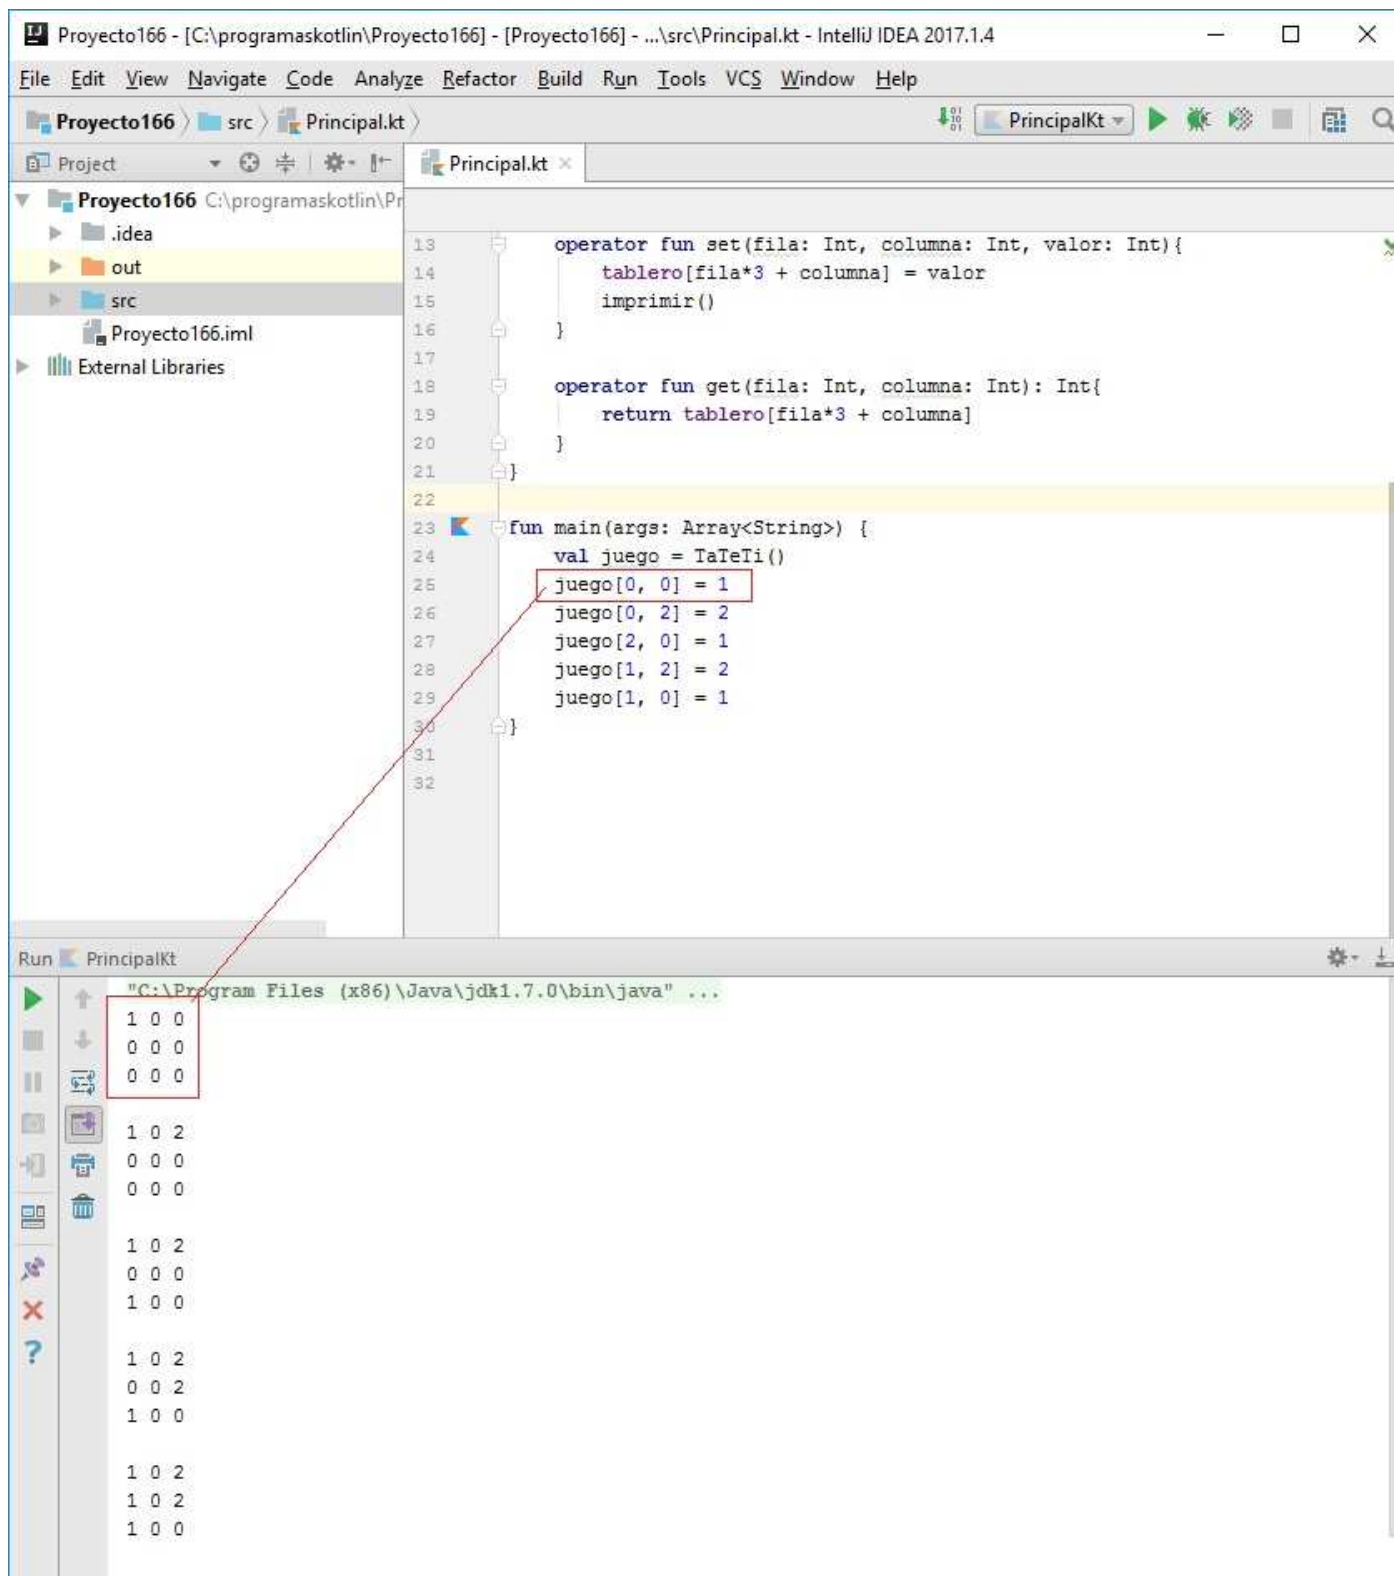 Proyecto166 - [C:\programaskotlin\Proyecto166] - [Proyecto166] - ...\src\Principal.kt - IntelliJ IDEA 2017.1.4
File Edit View Navigate Code Analyze Refactor Build Run Tools VCS Window Help
Proyecto166 src Principal.kt PrincipalKt
Project Principal.kt
Proyecto166 C:\programaskotlin\Pr
.idea
out
src
Proyecto166.iml
External Libraries
13 operator fun set(fila: Int, columna: Int, valor: Int){
14 tablero[fila*3 + columna] = valor
15 imprimir()
16 }
17
18 operator fun get(fila: Int, columna: Int): Int{
19 return tablero[fila*3 + columna]
20 }
21 }
22
23 fun main(args: Array<String>) {
24 val juego = TaTeTi()
25 juego[0, 0] = 1
26 juego[0, 2] = 2
27 juego[2, 0] = 1
28 juego[1, 2] = 2
29 juego[1, 0] = 1
30 }
31
32
Run PrincipalKt
"C:\Program Files (x86)\Java\jdk1.7.0\bin\java" ...
1 0 0
0 0 0
0 0 0
1 0 2
0 0 0
0 0 0
1 0 2
0 0 0
1 0 0
1 0 2
0 0 2
1 0 0
1 0 2
1 0 2
1 0 0